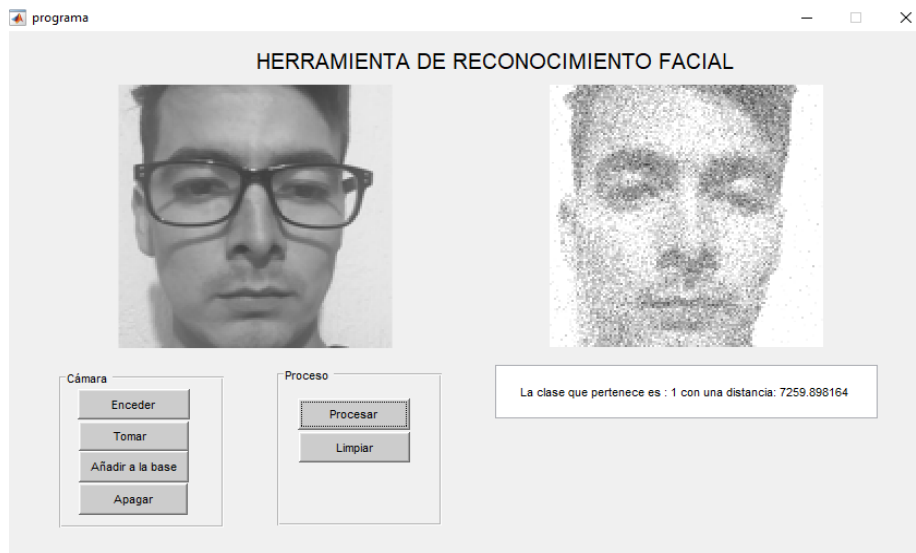 programa
HERRAMIENTA DE RECONOCIMIENTO FACIAL
Cámara
Enceder
Tomar
Añadir a la base
Apagar
Proceso
Procesar
Limpiar
La clase que pertenece es : 1 con una distancia: 7259.898164